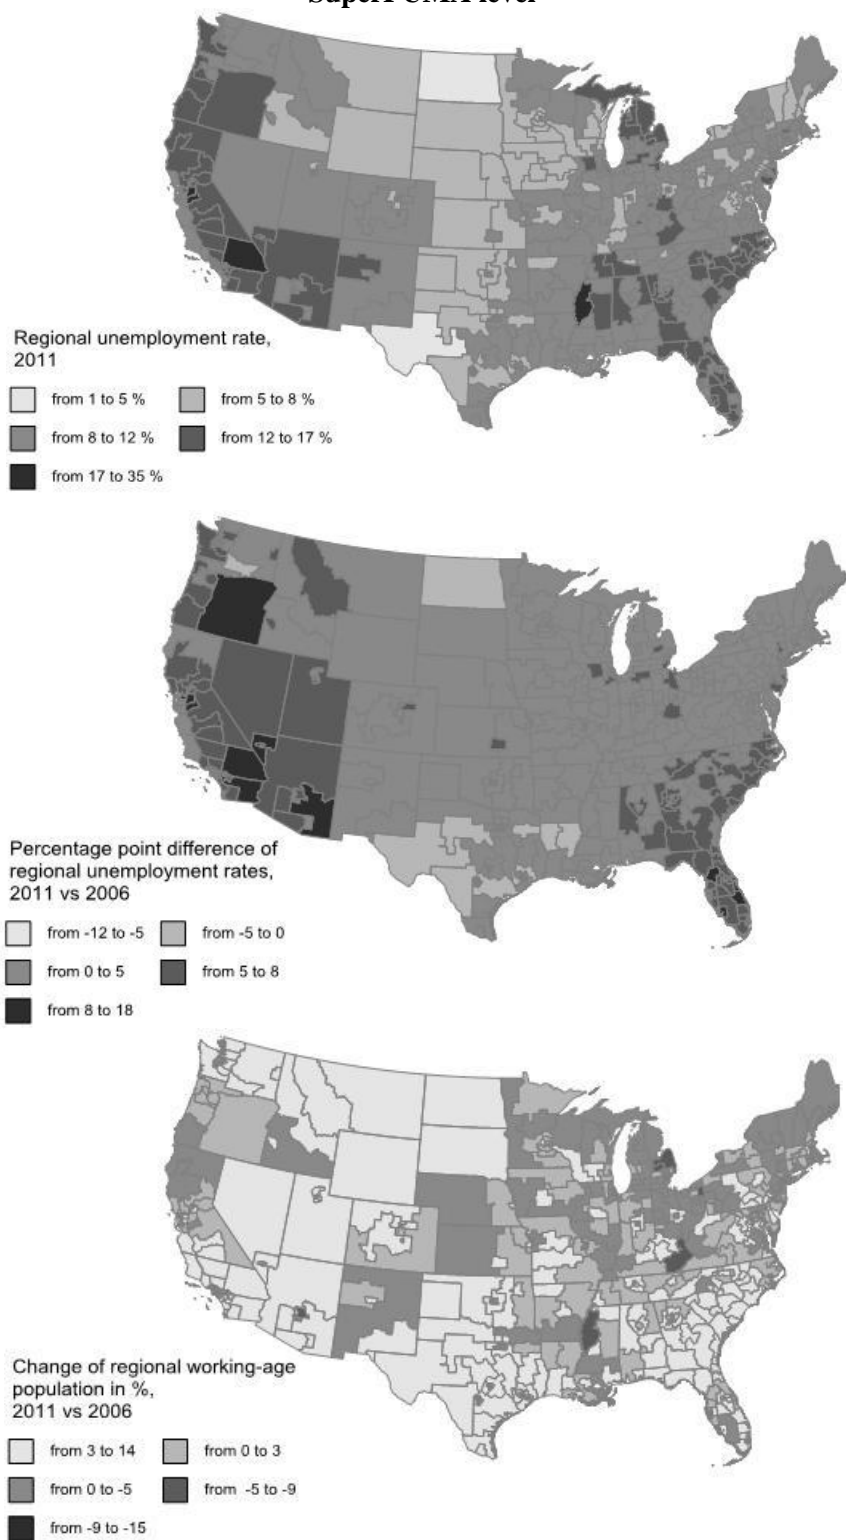 SuperPUMA level
Regional unemployment rate,
2011
from 1 to 5 %
from 5 to 8 %
from 8 to 12 %
from 12 to 17 %
from 17 to 35 %
Percentage point difference of
regional unemployment rates,
2011 vs 2006
from -12 to -5
from -5 to 0
from 0 to 5
from 5 to 8
from 8 to 18
Change of regional working-age
population in %,
2011 vs 2006
from 3 to 14
from 0 to 3
from 0 to -5
from -5 to -9
from -9 to -15